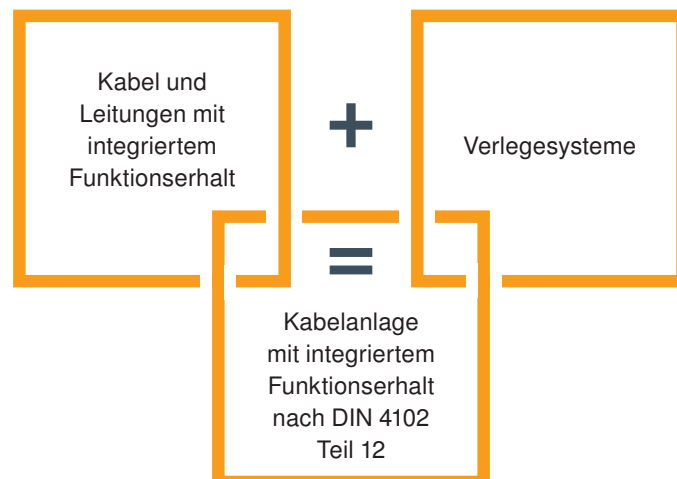 Kabel und
Leitungen mit
integriertem
Funktionserhalt
+
Verlegesysteme
=
Kabelanlage
mit integriertem
Funktionserhalt
nach DIN 4102
Teil 12